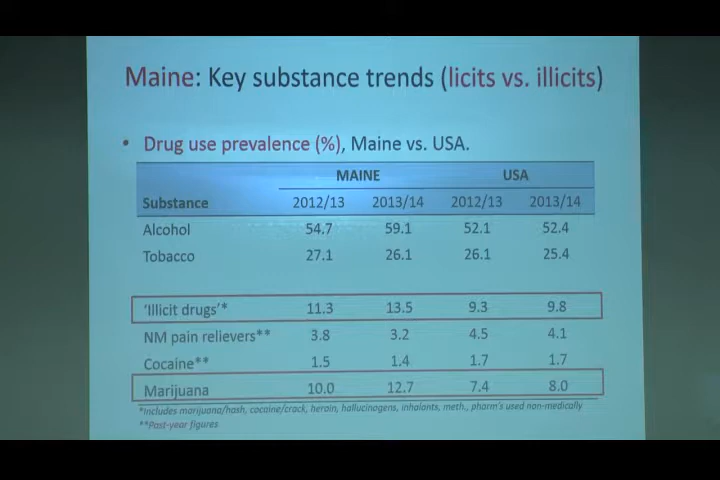 Maine: Key substance trends (licits vs. illicits)
• Drug use prevalence (%), Maine vs. USA.
MAINE USA
Substance 2012/13 2013/14 2012/13 2013/14
Alcohol 54.7 59.1 52.1 52.4
Tobacco 27.1 26.1 26.1 25.4
'Illicit drugs'* 11.3 13.5 9.3 9.8
NM pain relievers** 3.8 3.2 4.5 4.1
Cocaine** 1.5 1.4 1.7 1.7
Marijuana 10.0 12.7 7.4 8.0
*Includes marijuana/hash, cocaine/crack, heroin, hallucinogens, inhalants, meth., pharm's used non-medically
**Past-year figures